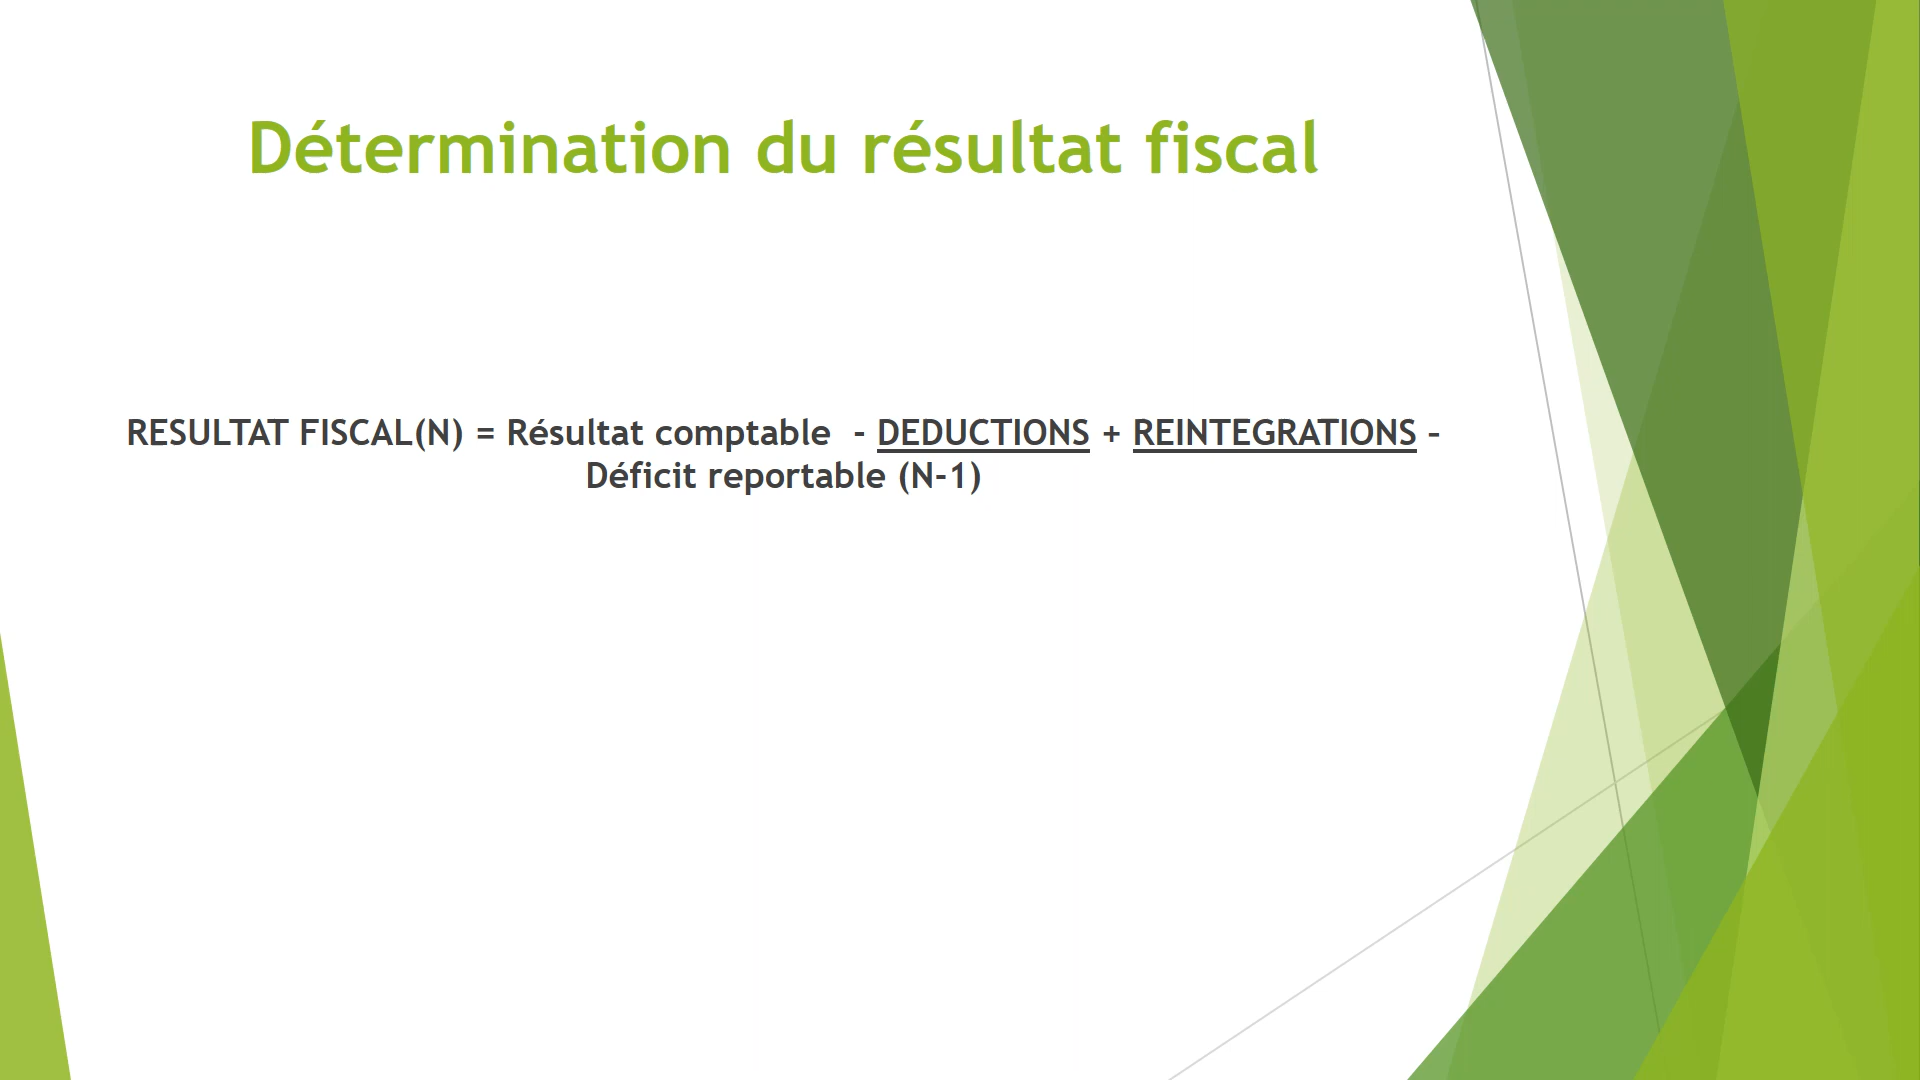 Détermination du résultat fiscal
RESULTAT FISCAL(N) = Résultat comptable  - DEDUCTIONS + REINTEGRATIONS –
Déficit reportable (N-1)